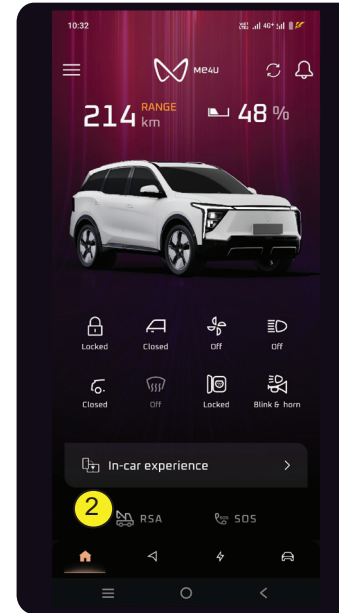 10:32
4G+
Me4U
214 RANGE km
48 %
Locked Closed Off Off
Closed Off Locked Blink & horn
In-car experience
2 RSA SOS